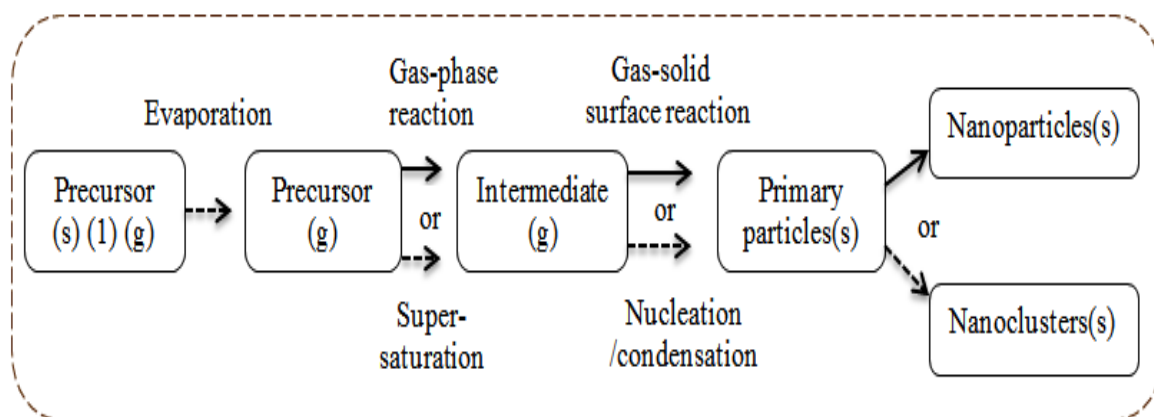 Evaporation
Gas-phase
reaction
Gas-solid
surface reaction
Precursor
(s) (1) (g)
Precursor
(g)
or
Intermediate
(g)
or
Primary
particles(s)
or
Nanoparticles(s)
Nanoclusters(s)
Super-
saturation
Nucleation
/condensation